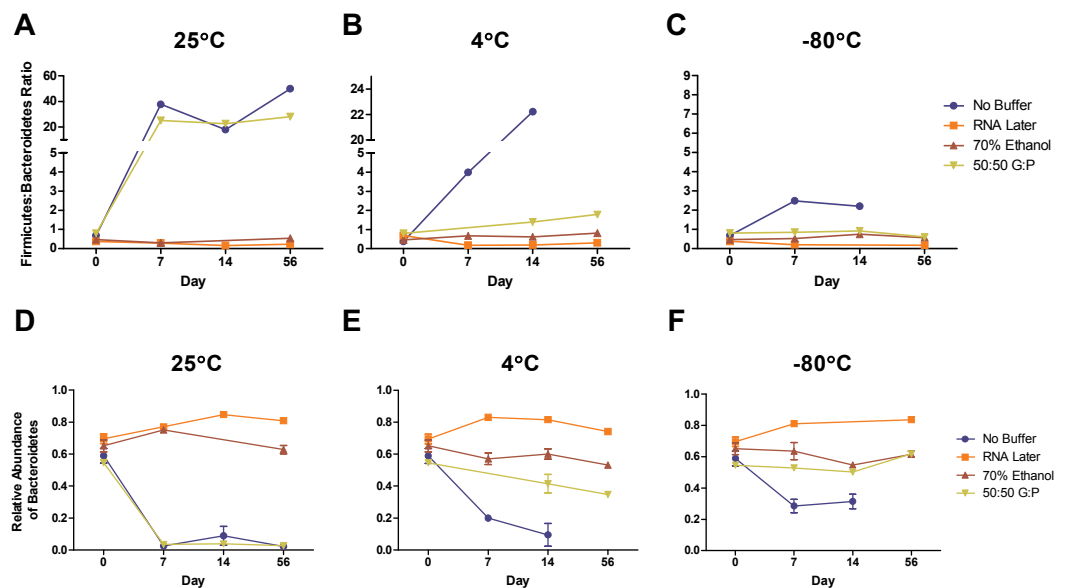 A
25°C
Firmicutes:Bacteroidetes Ratio
60
40
20
5
4
3
2
1
0
0 7 14 56
Day
B
4°C
24
22
20
5
4
3
2
1
0
0 7 14 56
Day
C
-80°C
9
8
7
6
5
4
3
2
1
0
0 7 14 56
Day
No Buffer
RNA Later
70% Ethanol
50:50 G:P
D
25°C
Relative Abundance
of Bacteroidetes
1.0
0.8
0.6
0.4
0.2
0.0
0 7 14 56
Day
E
4°C
1.0
0.8
0.6
0.4
0.2
0.0
0 7 14 56
Day
F
-80°C
1.0
0.8
0.6
0.4
0.2
0.0
0 7 14 56
Day
No Buffer
RNA Later
70% Ethanol
50:50 G:P